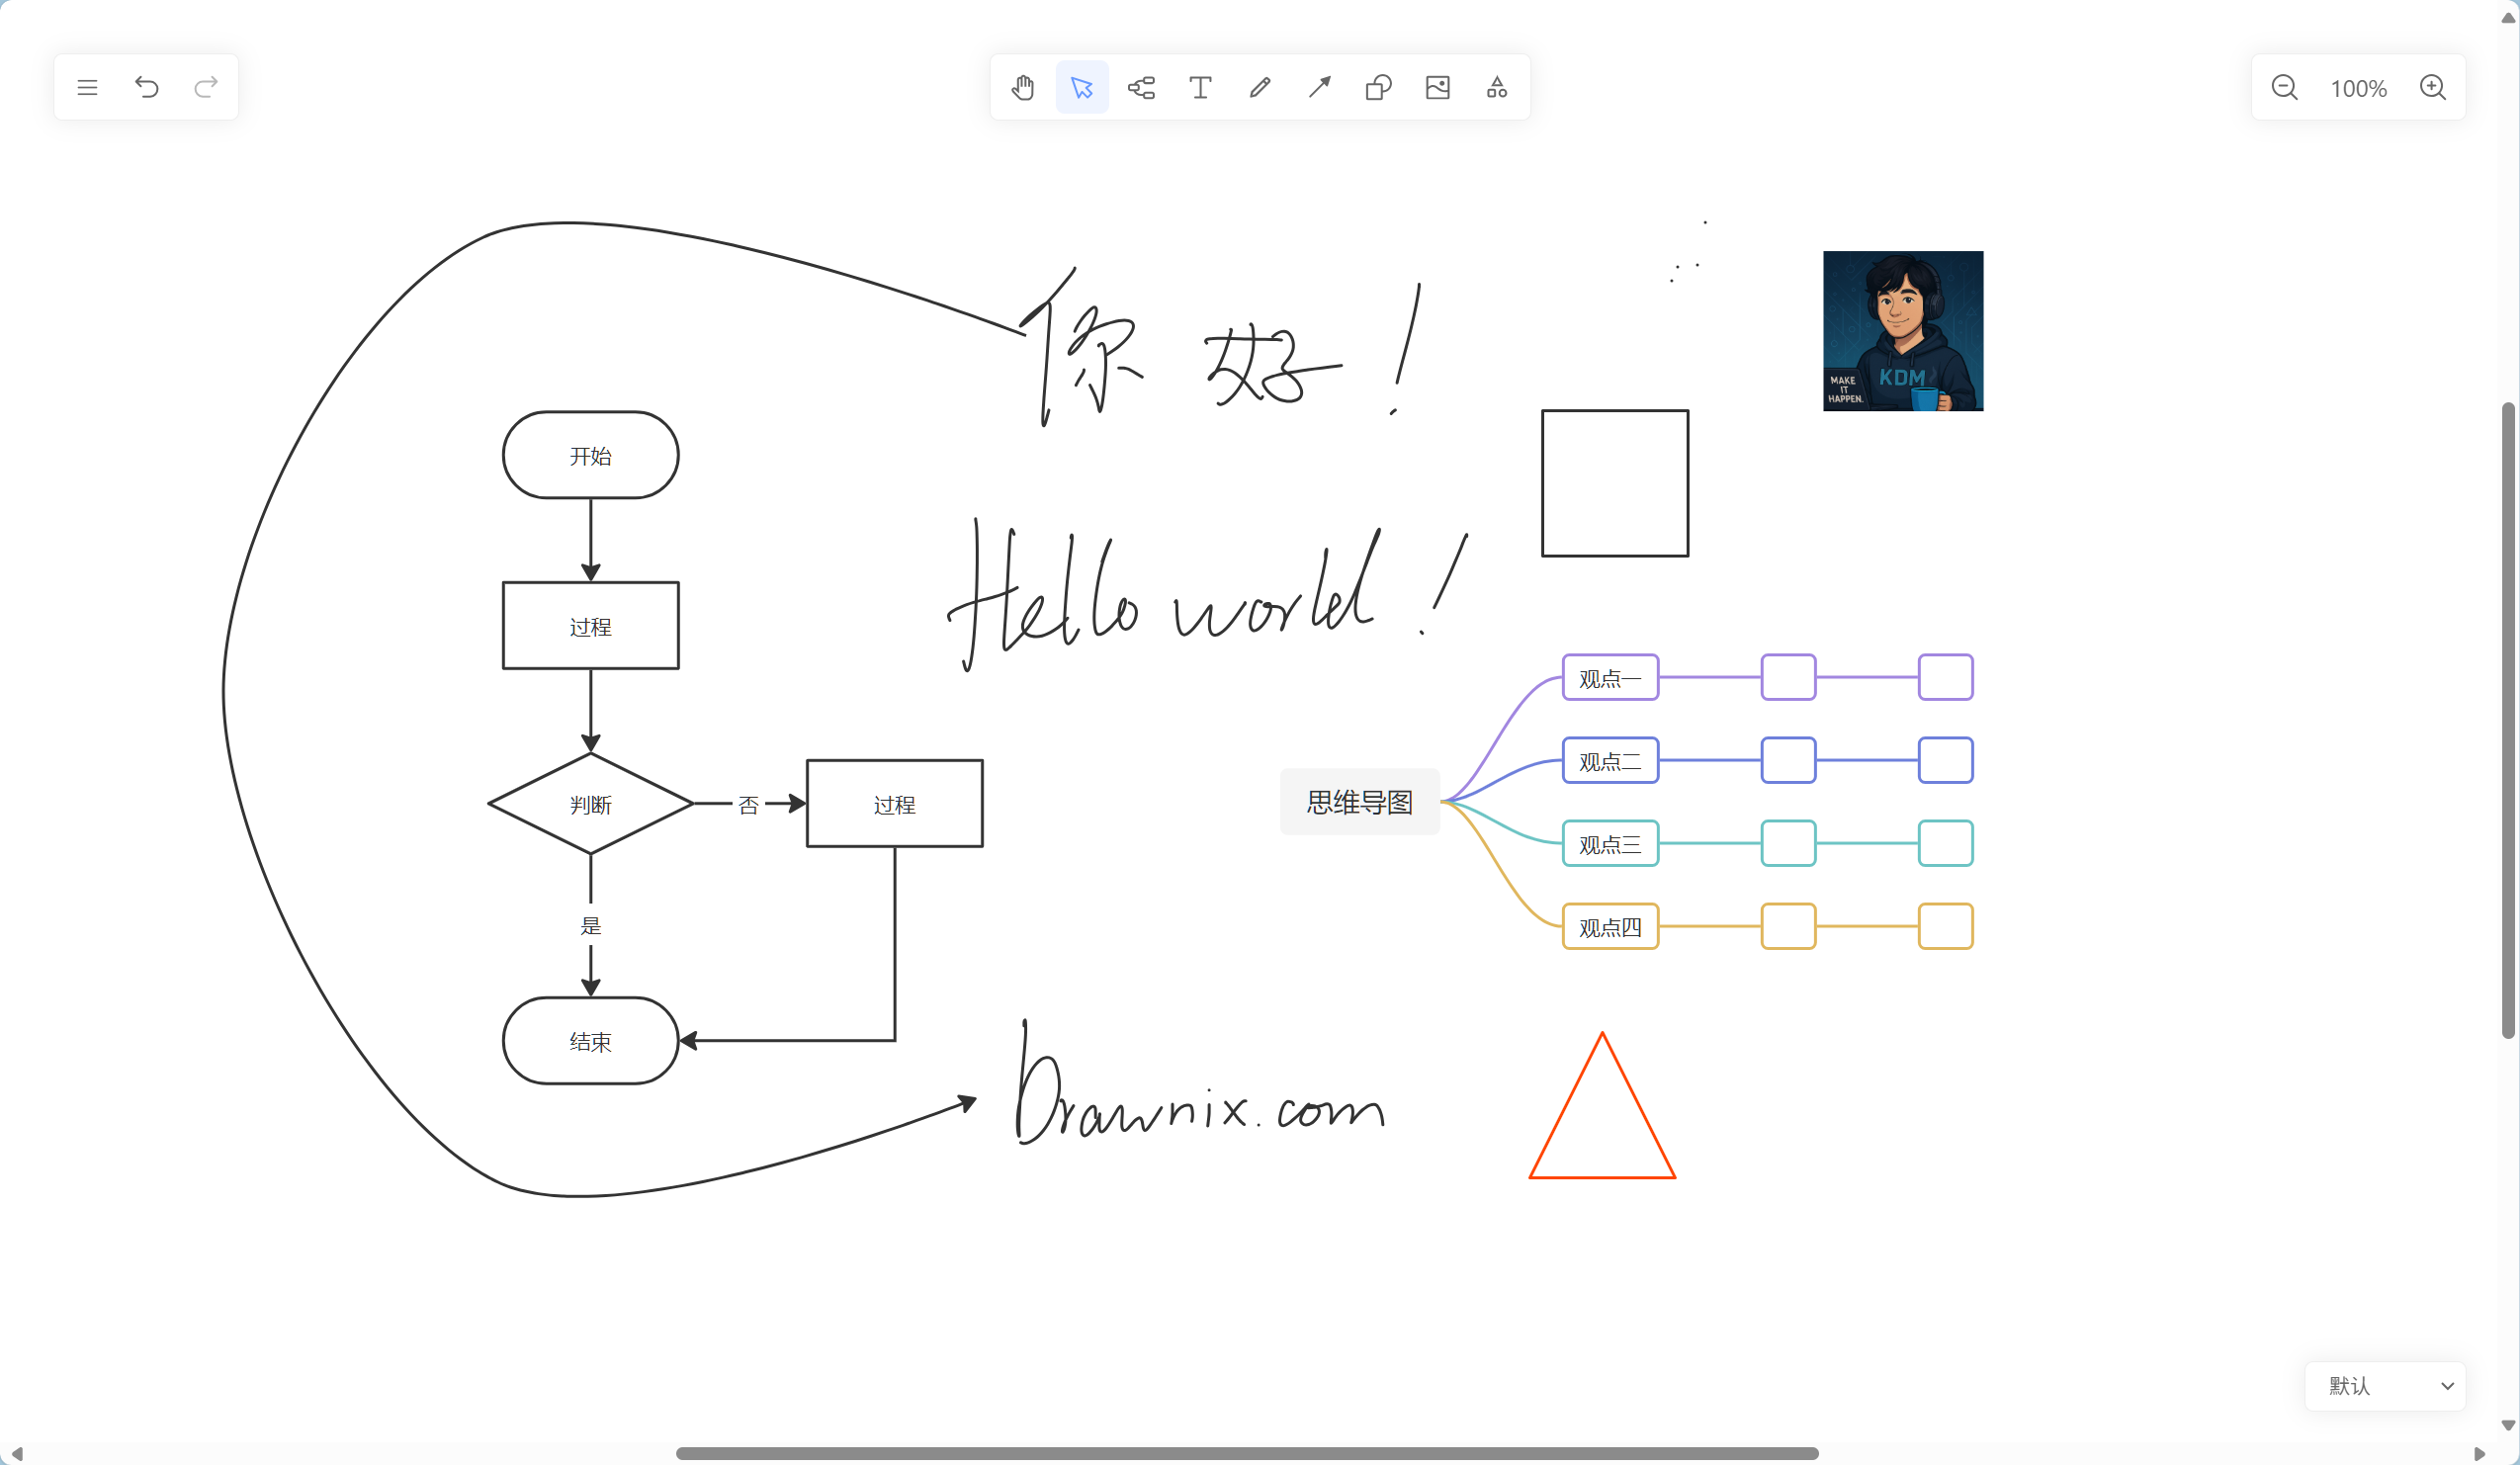 100%
你好！
MAKE
IT
HAPPEN.
KDM
开始
Hello world !
过程
观点一
观点二
判断
否
过程
思维导图
观点三
是
观点四
结束
Drawnix.com
默认